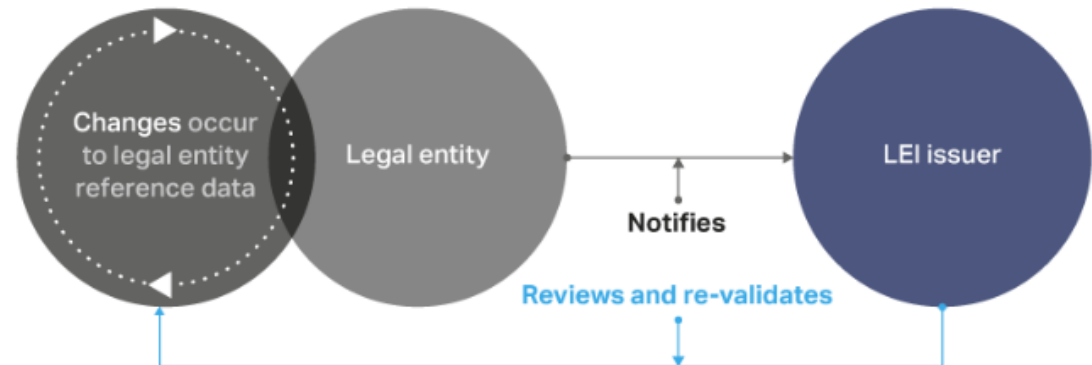 Changes occur
to legal entity
reference data
Legal entity
LEI issuer
Notifies
Reviews and re-validates